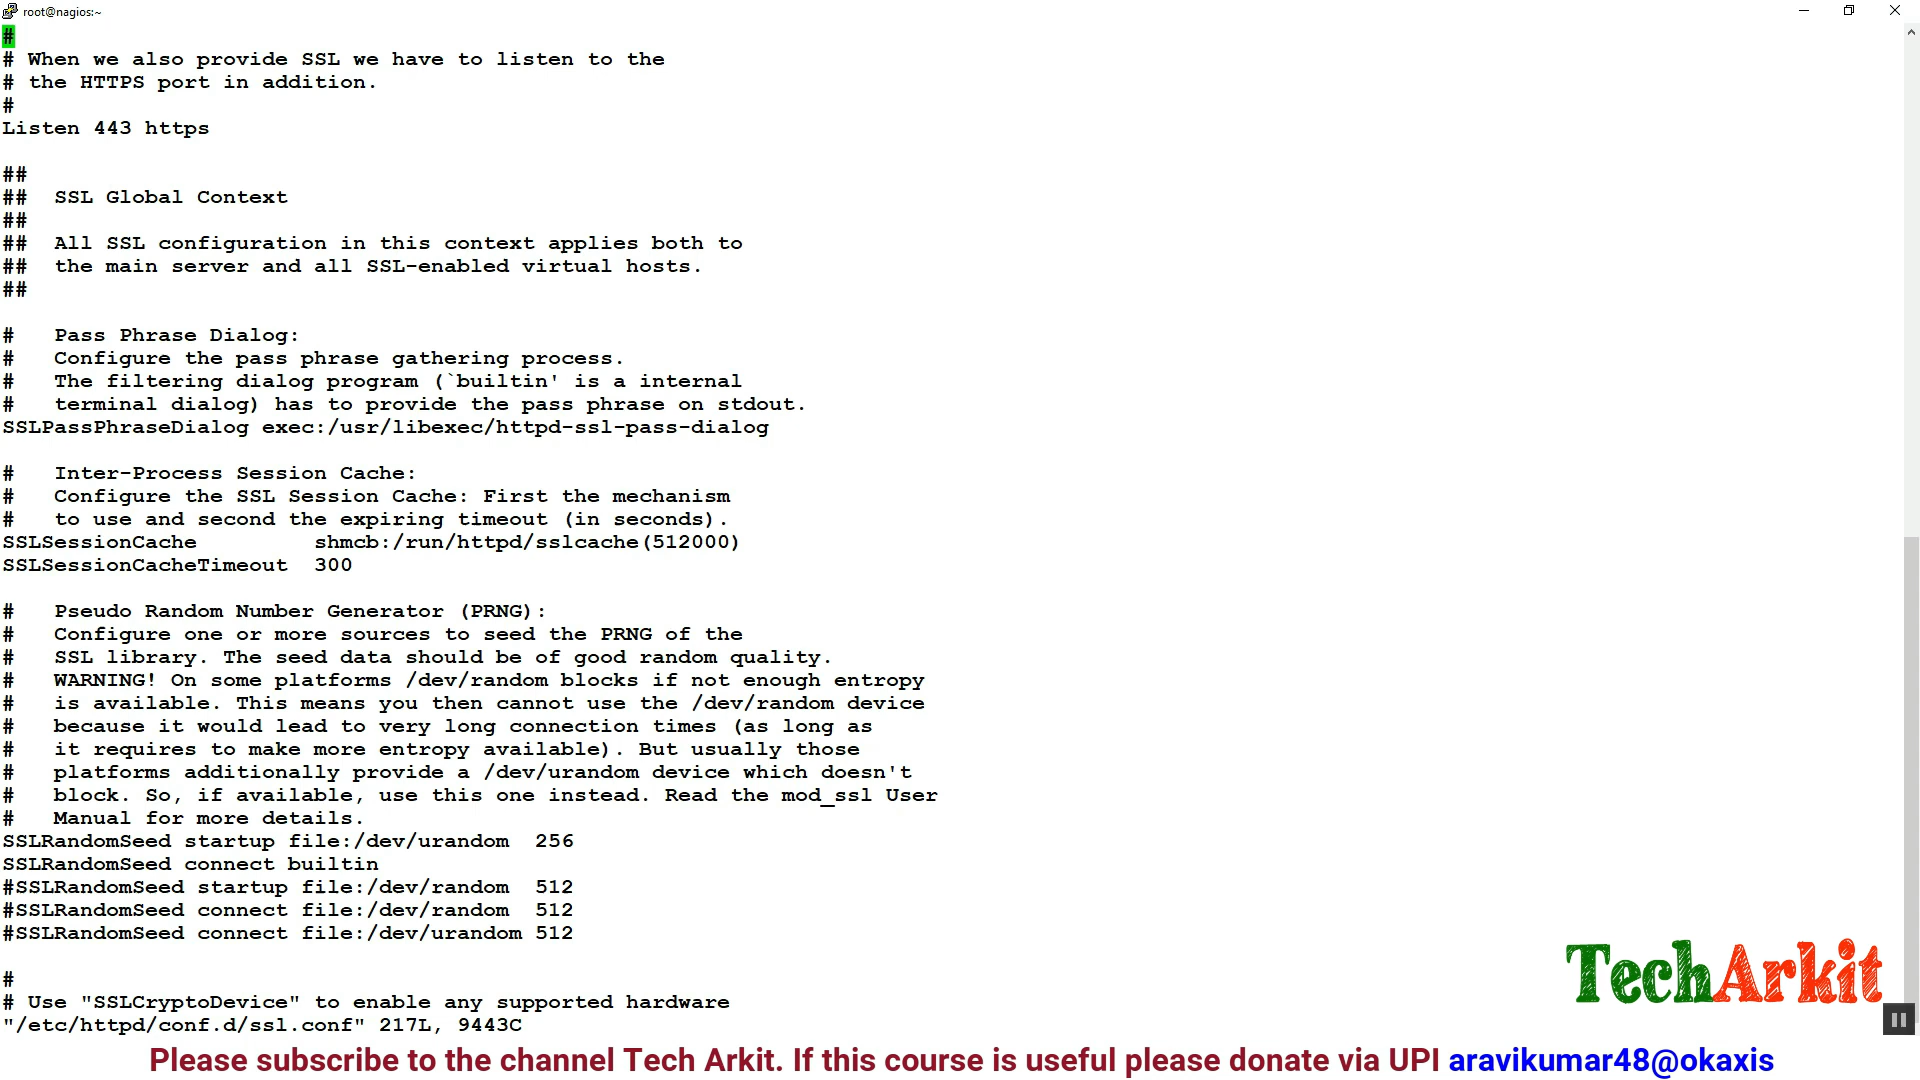 root@nagios:~
#
# When we also provide SSL we have to listen to the
# the HTTPS port in addition.
#
Listen 443 https
##
##  SSL Global Context
##
##  All SSL configuration in this context applies both to
##  the main server and all SSL-enabled virtual hosts.
##
#   Pass Phrase Dialog:
#   Configure the pass phrase gathering process.
#   The filtering dialog program (`builtin' is a internal
#   terminal dialog) has to provide the pass phrase on stdout.
SSLPassPhraseDialog exec:/usr/libexec/httpd-ssl-pass-dialog
#   Inter-Process Session Cache:
#   Configure the SSL Session Cache: First the mechanism
#   to use and second the expiring timeout (in seconds).
SSLSessionCache         shmcb:/run/httpd/sslcache(512000)
SSLSessionCacheTimeout  300
#   Pseudo Random Number Generator (PRNG):
#   Configure one or more sources to seed the PRNG of the
#   SSL library. The seed data should be of good random quality.
#   WARNING! On some platforms /dev/random blocks if not enough entropy
#   is available. This means you then cannot use the /dev/random device
#   because it would lead to very long connection times (as long as
#   it requires to make more entropy available). But usually those
#   platforms additionally provide a /dev/urandom device which doesn't
#   block. So, if available, use this one instead. Read the mod_ssl User
#   Manual for more details.
SSLRandomSeed startup file:/dev/urandom  256
SSLRandomSeed connect builtin
#SSLRandomSeed startup file:/dev/random  512
#SSLRandomSeed connect file:/dev/random  512
#SSLRandomSeed connect file:/dev/urandom 512
#
# Use "SSLCryptoDevice" to enable any supported hardware
"/etc/httpd/conf.d/ssl.conf" 217L, 9443C
TechArkit
Please subscribe to the channel Tech Arkit. If this course is useful please donate via UPI aravikumar48@okaxis